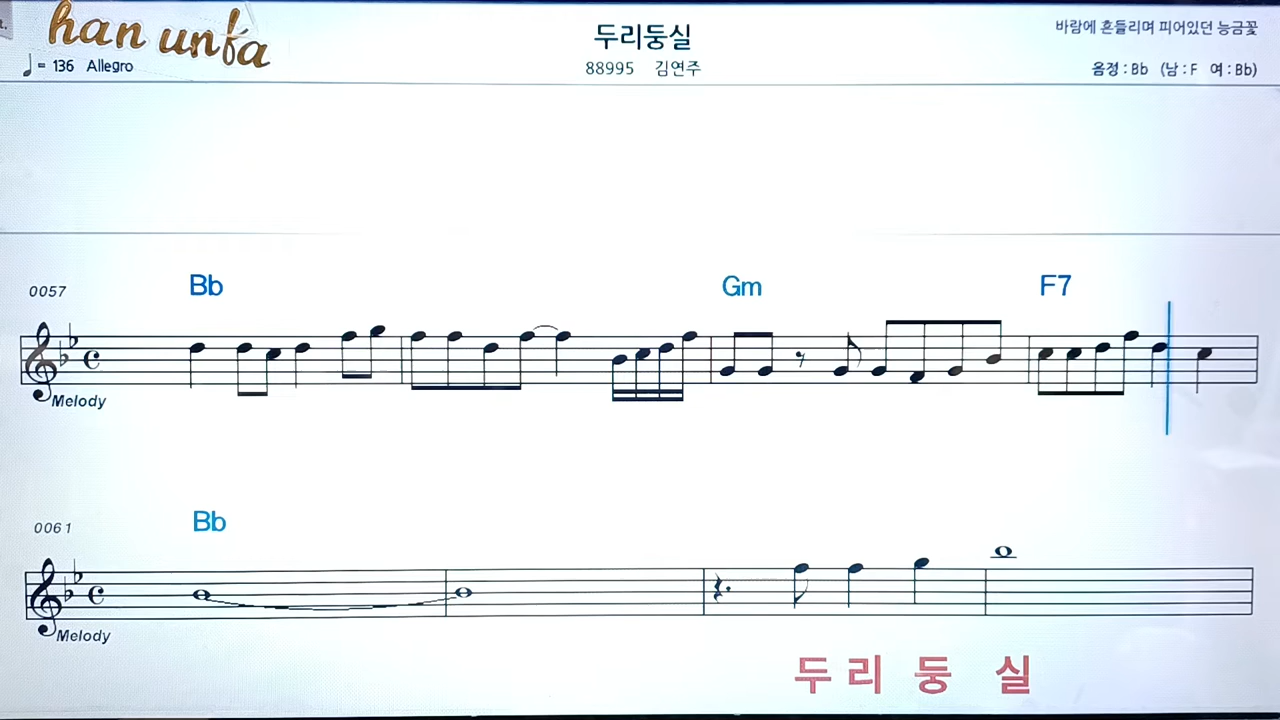 han unfa
♩= 136 Allegro
두리둥실
88995 김연주
바람에 흔들리며 피어있던 능금꽃
음정 : Bb (남 : F 여 : Bb)
0057 Bb Gm F7
Melody
0061 Bb
Melody
두 리 둥 실